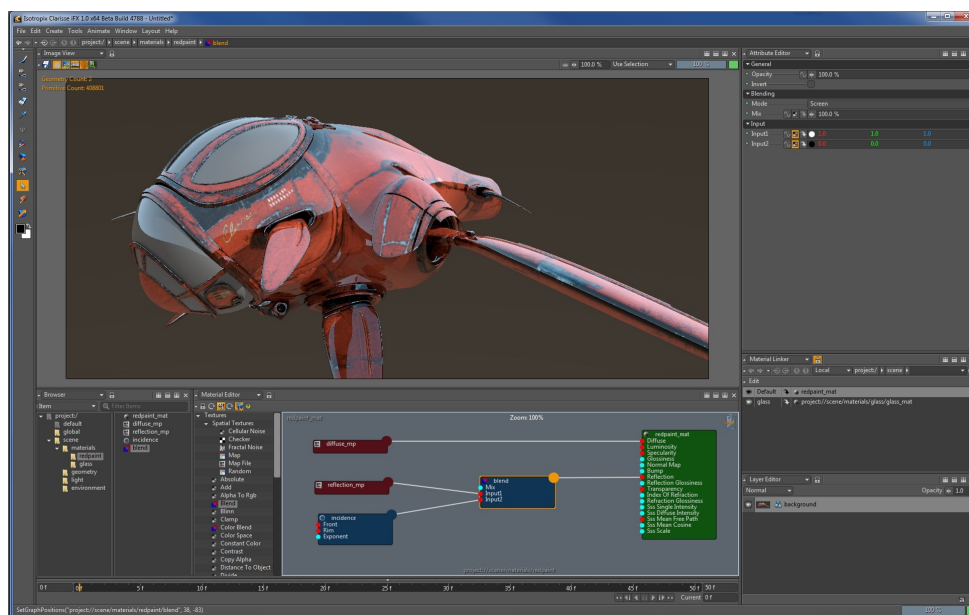 Isotropix Clarisse iFX 1.0 x64 Beta Build 4788 - Untitled*
File Edit Create Tools Animate Window Layout Help
project:/ scene materials redpaint blend
Image View
100.0 % Use Selection 100 %
Geometry Count: 2
Primitive Count: 408801
Clarisse
Attribute Editor
General
Opacity 100.0 %
Invert
Blending
Mode Screen
Mix 100.0 %
Input
Input1 1.0 1.0 1.0
Input2 0.0 0.0 0.0
Material Linker
Local project:/ scene
Edit
Default redpaint_mat
glass project://scene/materials/glass/glass_mat
Layer Editor
Normal Opacity 1.0
background
Browser
Item Filter Items
project:/
default
global
scene
materials
redpaint
glass
geometry
light
environment
redpaint_mat
diffuse_mp
reflection_mp
incidence
blend
Material Editor
Textures
Spatial Textures
Cellular Noise
Checker
Fractal Noise
Map
Map File
Random
Absolute
Add
Alpha To Rgb
Blend
Blinn
Clamp
Color Blend
Color Space
Constant Color
Contrast
Copy Alpha
Distance To Object
Divide
redpaint_mat
Zoom: 100%
diffuse_mp
reflection_mp
incidence
Front
Rim
Exponent
blend
Mix
Input1
Input2
redpaint_mat
Diffuse
Luminosity
Specularity
Glossiness
Normal Map
Bump
Reflection
Reflection Glossiness
Transparency
Index Of Refraction
Refraction Glossiness
Sss Single Intensity
Sss Diffuse Intensity
Sss Mean Free Path
Sss Mean Cosine
Sss Scale
project://scene/materials/redpaint
0 f 0f 5 f 10 f 15 f 20 f 25 f 30 f 35 f 40 f 45 f 50 f 50 f
Current 0 f
SetGraphPositions("project://scene/materials/redpaint/blend", 38, -83)
100 %